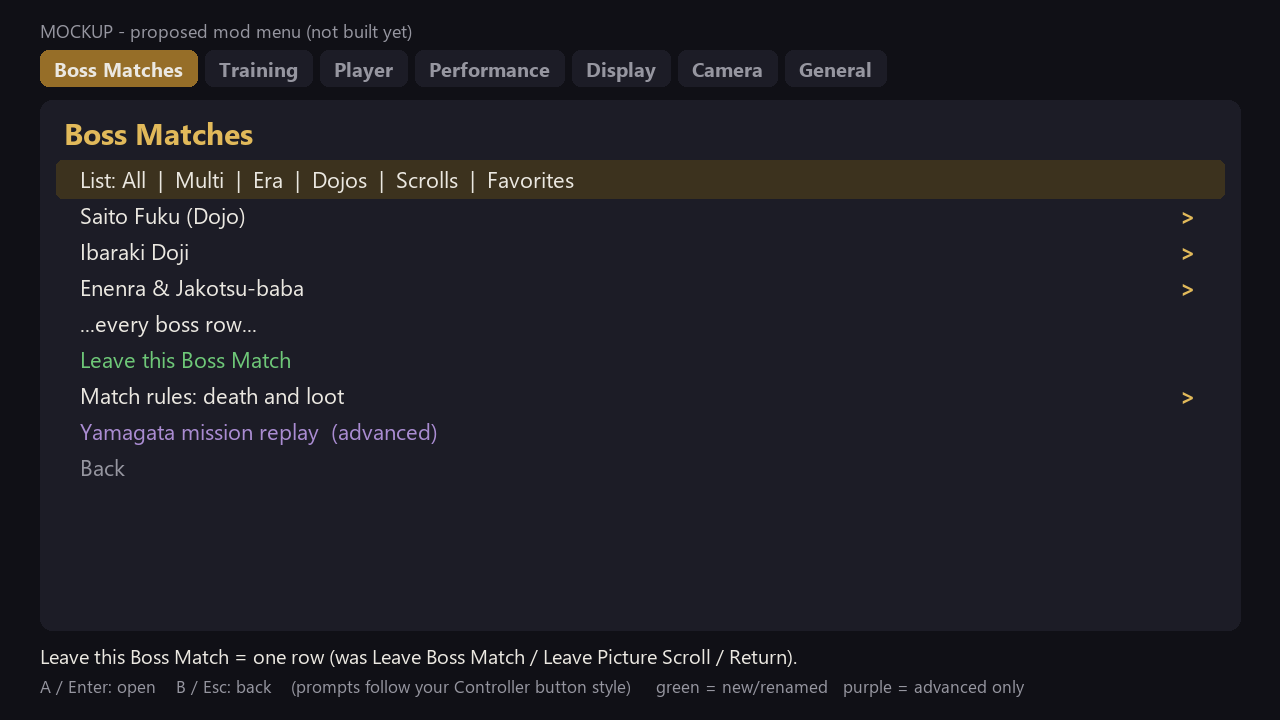 MOCKUP - proposed mod menu (not built yet)
Boss Matches Training Player Performance Display Camera General
Boss Matches
List: All | Multi | Era | Dojos | Scrolls | Favorites
Saito Fuku (Dojo) >
Ibaraki Doji >
Enenra & Jakotsu-baba >
...every boss row...
Leave this Boss Match
Match rules: death and loot >
Yamagata mission replay (advanced)
Back
Leave this Boss Match = one row (was Leave Boss Match / Leave Picture Scroll / Return).
A / Enter: open B / Esc: back (prompts follow your Controller button style) green = new/renamed purple = advanced only